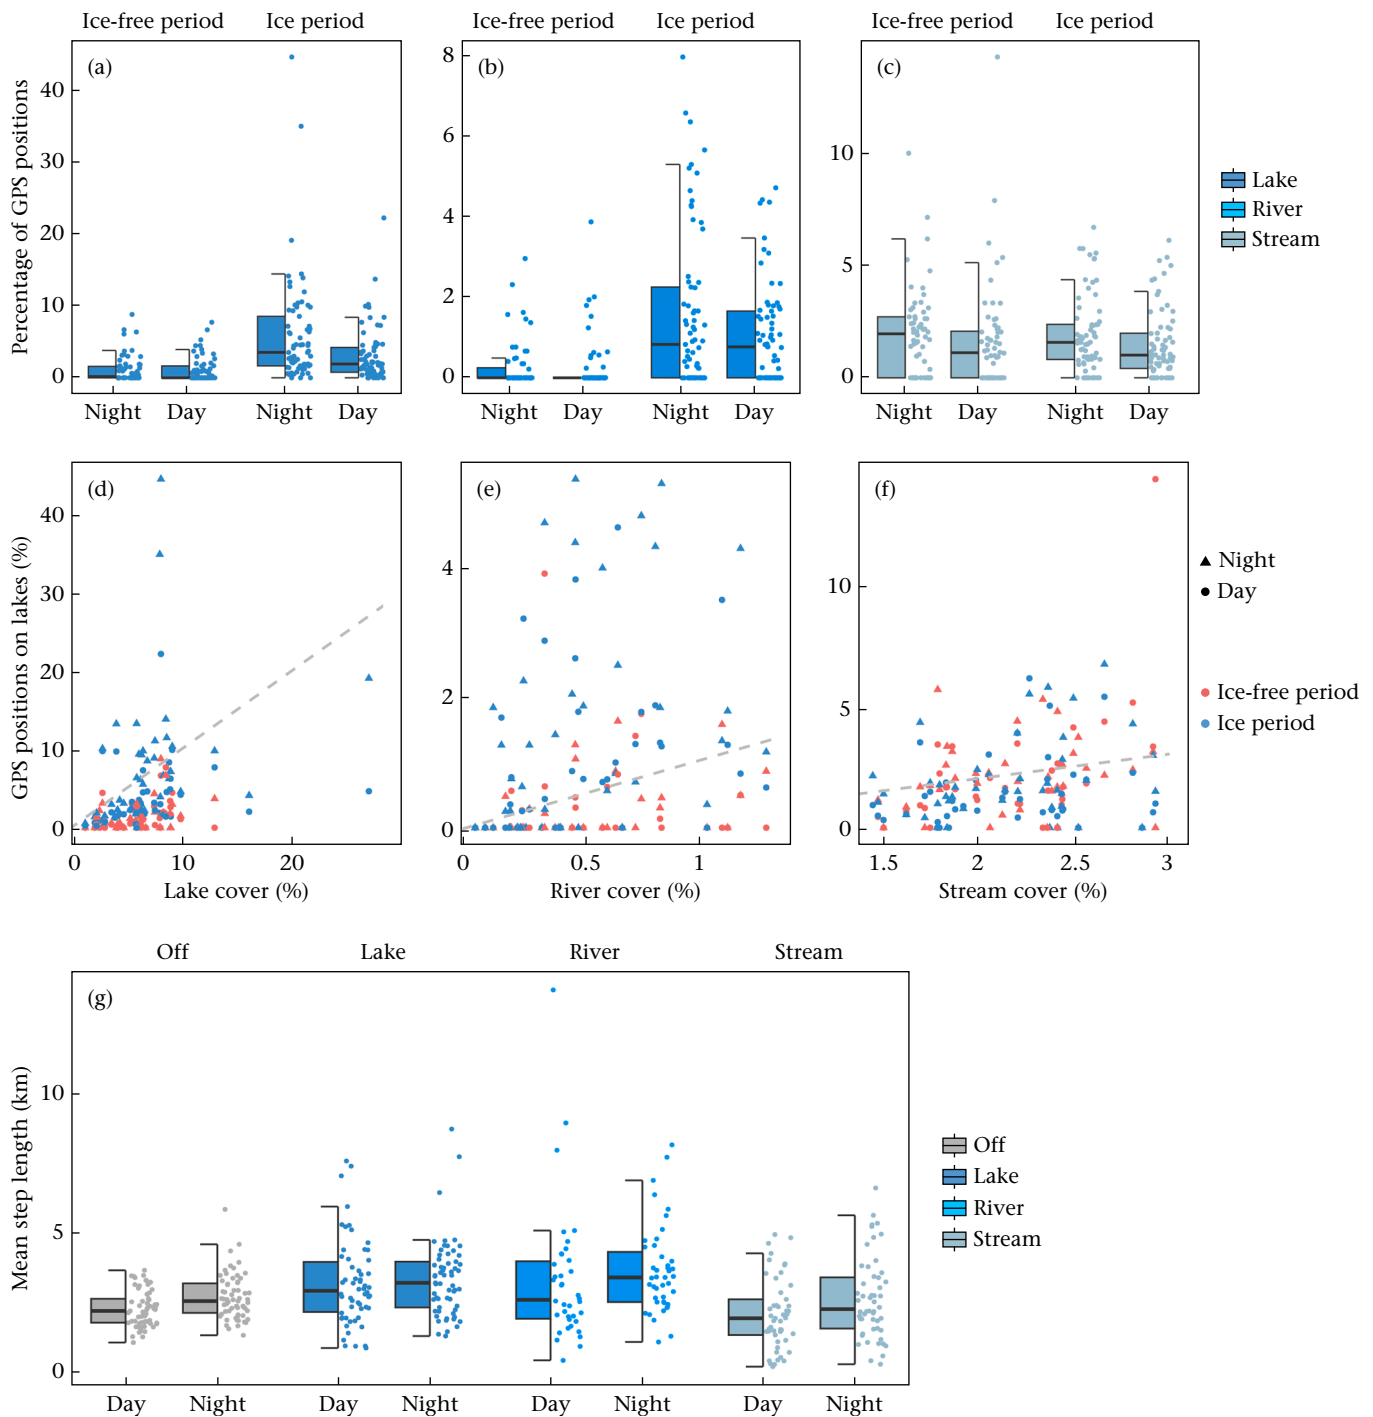 Ice-free period Ice period Ice-free period Ice period Ice-free period Ice period
(a) (b) (c)
Percentage of GPS positions
40
30
20
10
0
8
6
4
2
0
10
5
0
Night Day Night Day Night Day Night Day Night Day Night Day
Lake
River
Stream
(d) (e) (f)
GPS positions on lakes (%)
40
30
20
10
0
4
2
0
10
5
0
0 10 20 0 0.5 1 1.5 2 2.5 3
Lake cover (%) River cover (%) Stream cover (%)
Night
Day
Ice-free period
Ice period
Off Lake River Stream
(g)
Mean step length (km)
10
5
0
Day Night Day Night Day Night Day Night
Off
Lake
River
Stream